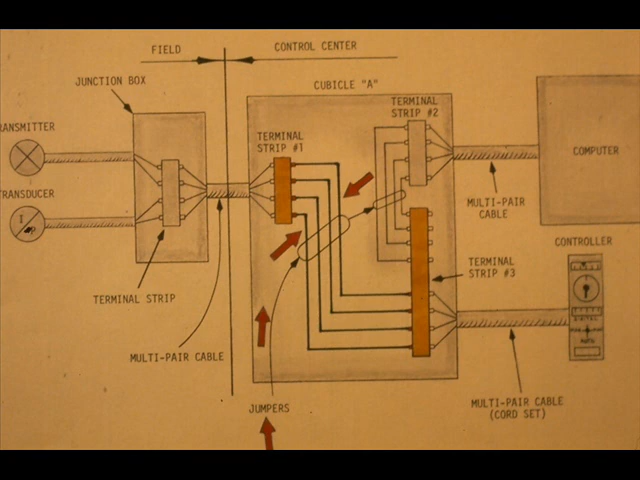 FIELD
CONTROL CENTER
JUNCTION BOX
CUBICLE "A"
TERMINAL
STRIP #2
RANSMITTER
TERMINAL
STRIP #1
COMPUTER
TRANSDUCER
I
P
MULTI-PAIR
CABLE
CONTROLLER
TERMINAL
STRIP #3
TERMINAL STRIP
MULTI-PAIR CABLE
JUMPERS
MULTI-PAIR CABLE
(CORD SET)